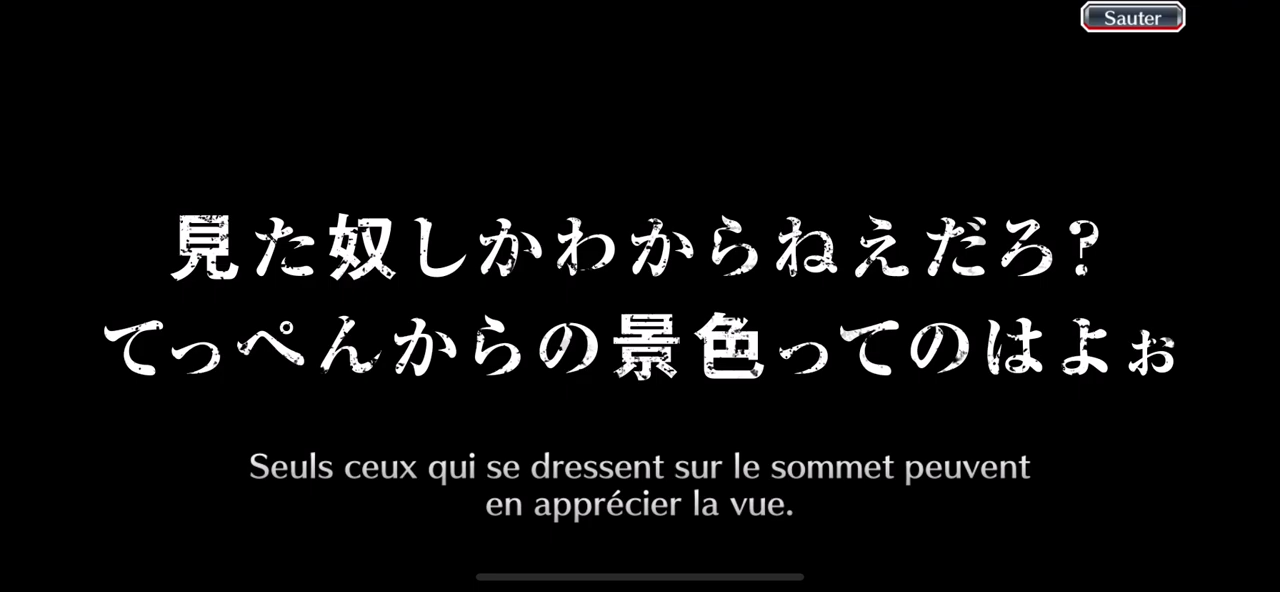 Sauter
見た奴しかわからねえだろ?
てっぺんからの景色ってのはよぉ
Seuls ceux qui se dressent sur le sommet peuvent
en apprécier la vue.